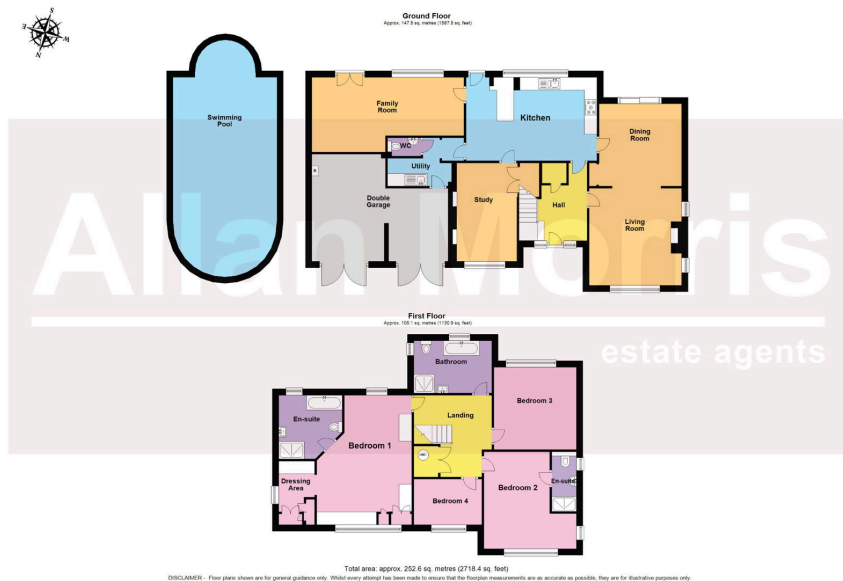 Ground Floor
Approx. 147.5 sq. metres (1587.8 sq. feet)
S
E
W
N
Swimming
Pool
Family
Room
Kitchen
WC
Utility
Dining
Room
Double
Garage
Study
Hall
Living
Room
Allan Morris
estate agents
First Floor
Approx. 105.1 sq. metres (1130.6 sq. feet)
Bathroom
En-suite
Bedroom 1
Landing
Bedroom 3
Dressing
Area
Bedroom 4
Bedroom 2
En-suite
Total area: approx. 252.6 sq. metres (2718.4 sq. feet)
DISCLAIMER - Floor plans shown are for general guidance only. Whilst every attempt has been made to ensure that the floorplan measurements are as accurate as possible, they are for illustrative purposes only.